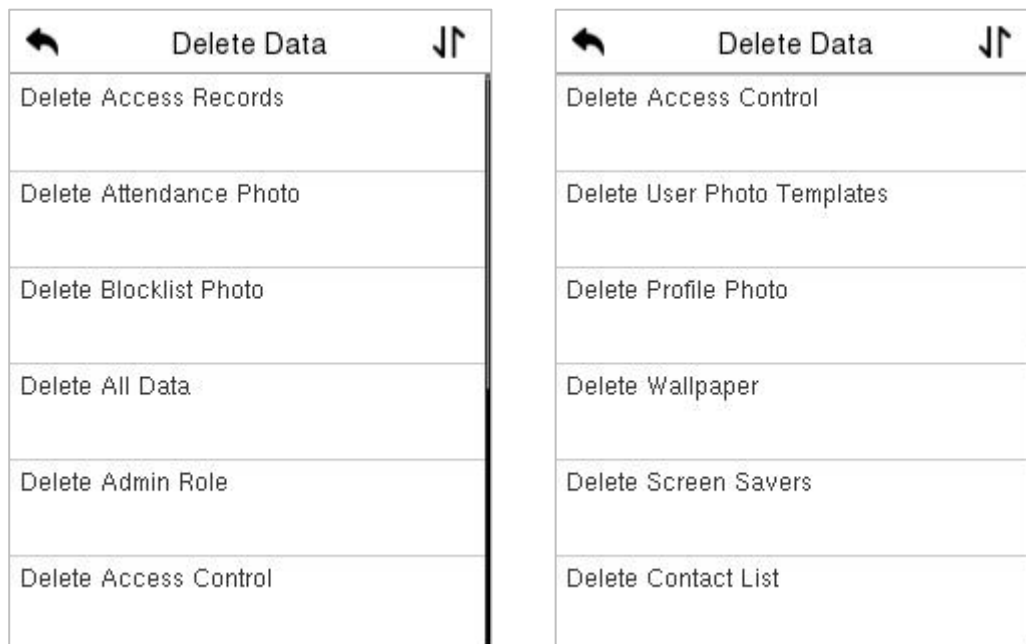 Delete Data
Delete Access Records
Delete Attendance Photo
Delete Blocklist Photo
Delete All Data
Delete Admin Role
Delete Access Control
Delete Data
Delete Access Control
Delete User Photo Templates
Delete Profile Photo
Delete Wallpaper
Delete Screen Savers
Delete Contact List